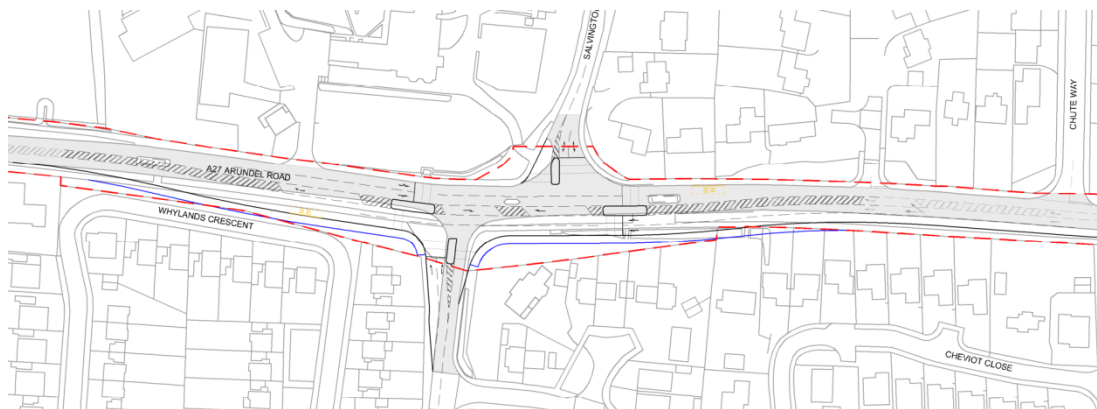 SALVINGTON
CHUTE WAY
A27 ARUNDEL ROAD
WHYLANDS CRESCENT
CHEVIOT CLOSE